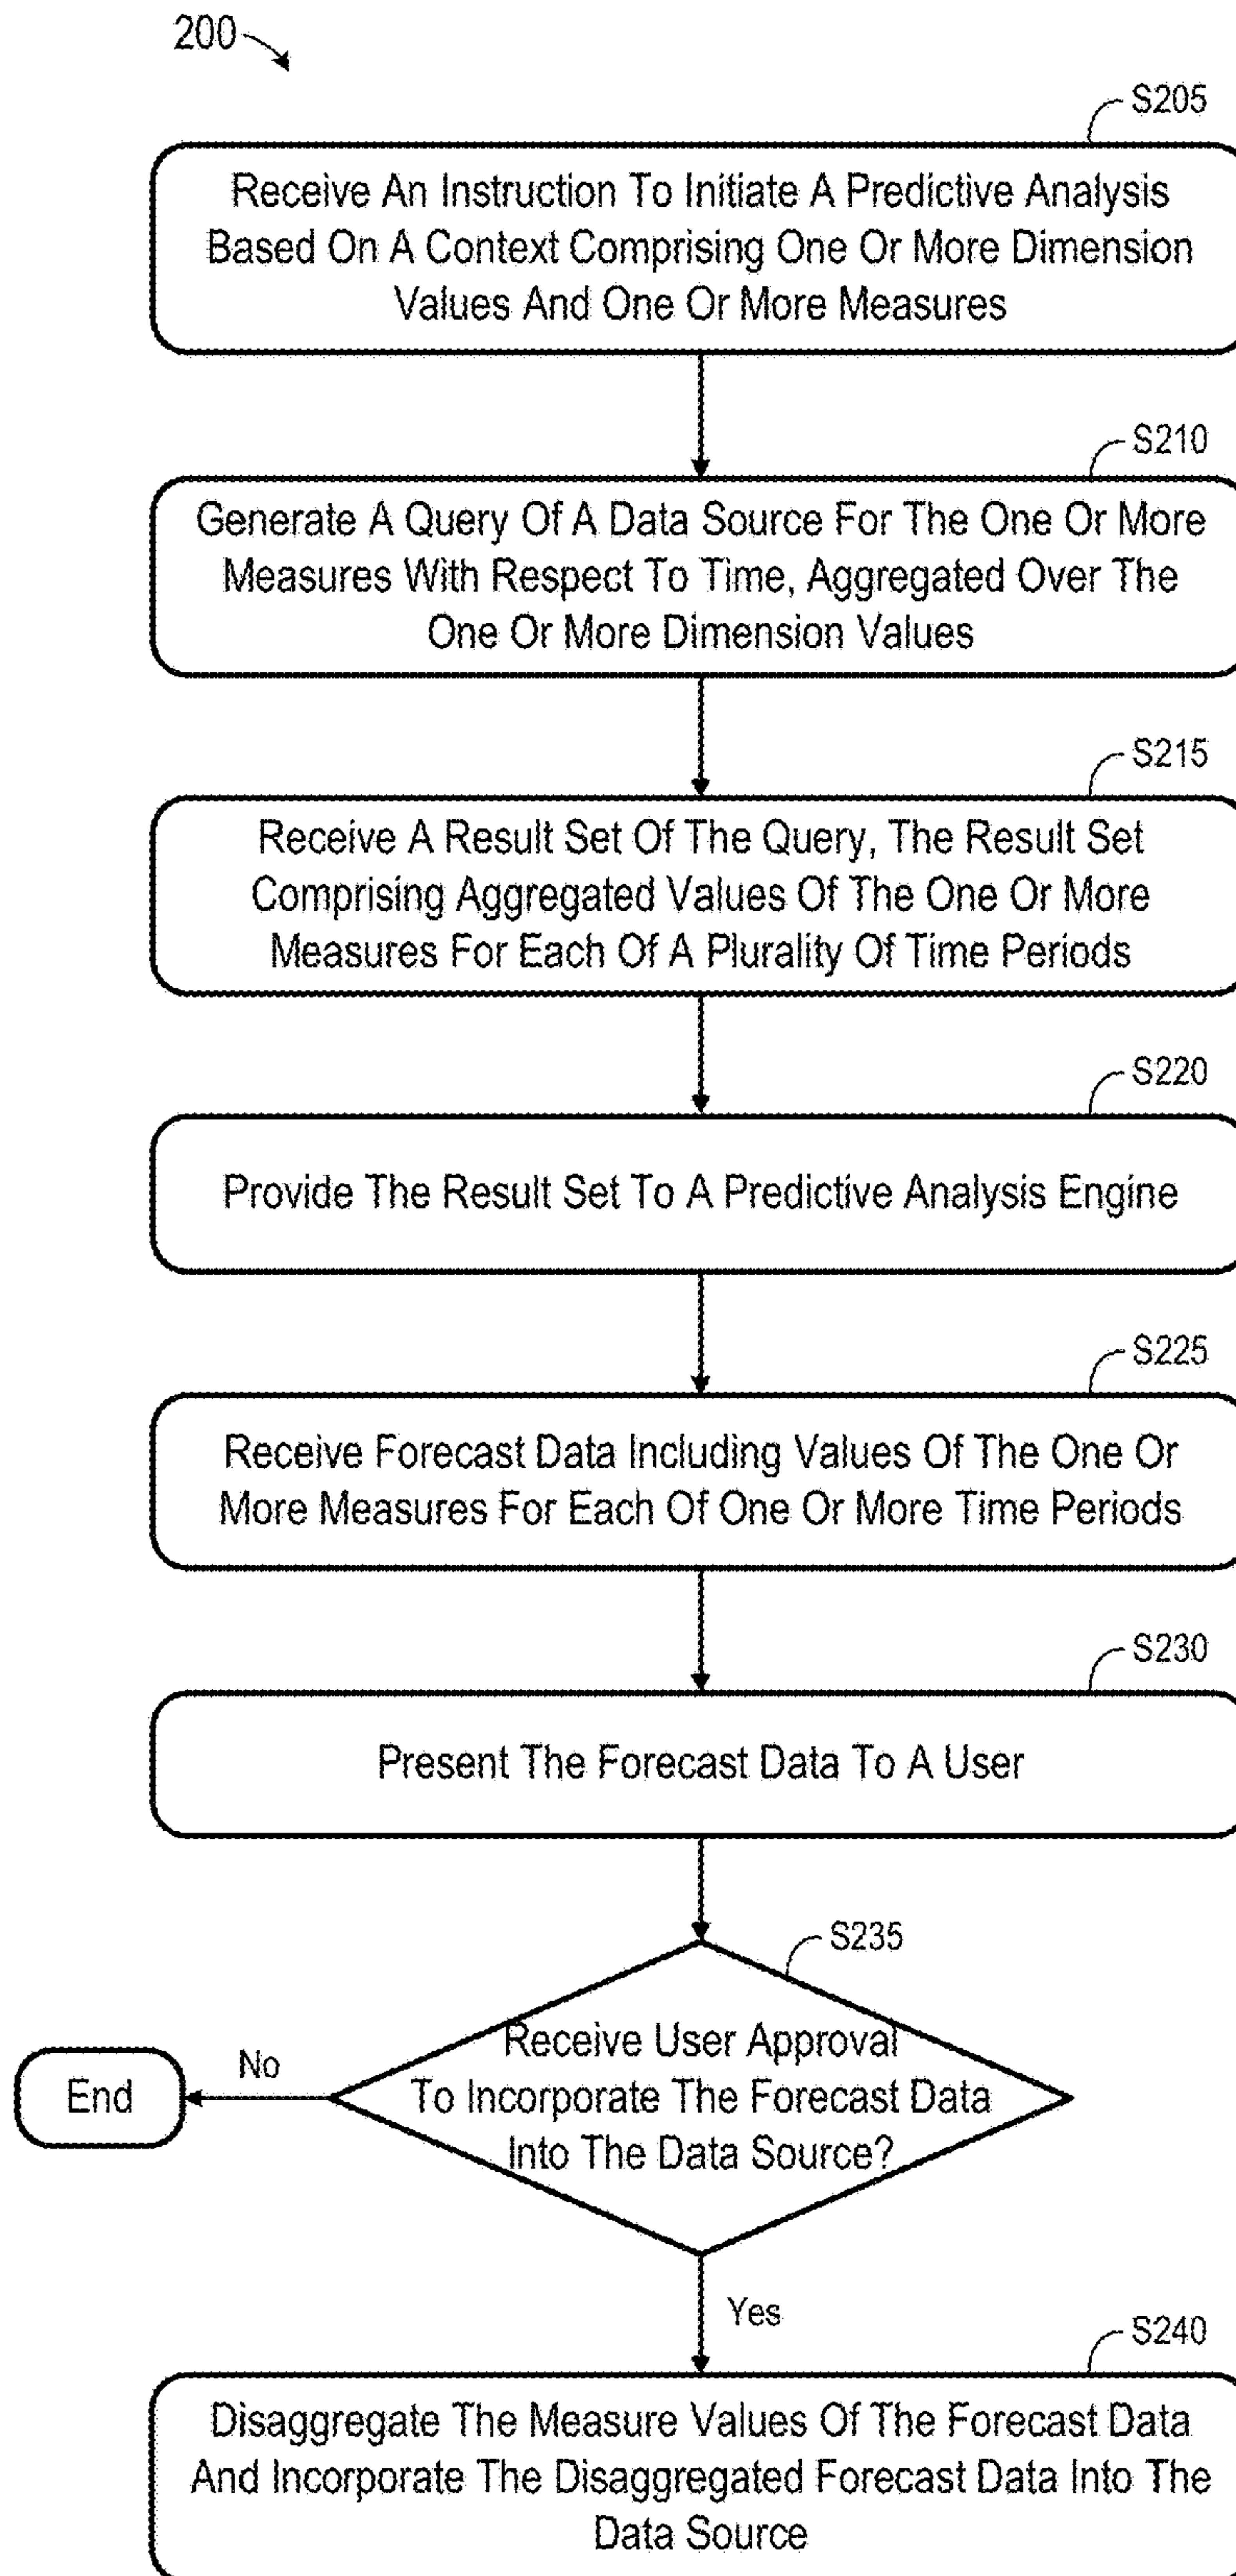 200
S205
Receive An Instruction To Initiate A Predictive Analysis
Based On A Context Comprising One Or More Dimension
Values And One Or More Measures
S210
Generate A Query Of A Data Source For The One Or More
Measures With Respect To Time, Aggregated Over The
One Or More Dimension Values
S215
Receive A Result Set Of The Query, The Result Set
Comprising Aggregated Values Of The One Or More
Measures For Each Of A Plurality Of Time Periods
S220
Provide The Result Set To A Predictive Analysis Engine
S225
Receive Forecast Data Including Values Of The One Or
More Measures For Each Of One Or More Time Periods
S230
Present The Forecast Data To A User
S235
Receive User Approval
To Incorporate The Forecast Data
Into The Data Source?
No
End
Yes
S240
Disaggregate The Measure Values Of The Forecast Data
And Incorporate The Disaggregated Forecast Data Into The
Data Source